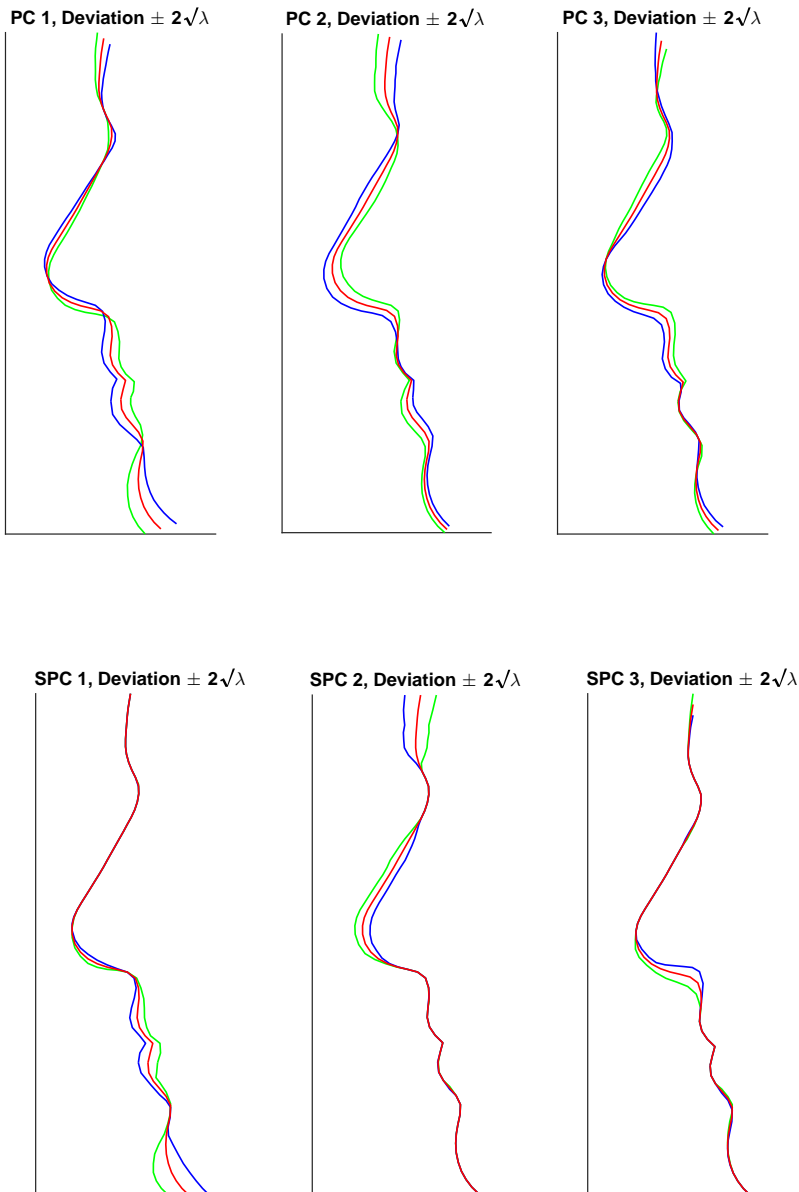 PC 1, Deviation ± 2√λ
PC 2, Deviation ± 2√λ
PC 3, Deviation ± 2√λ
SPC 1, Deviation ± 2√λ
SPC 2, Deviation ± 2√λ
SPC 3, Deviation ± 2√λ